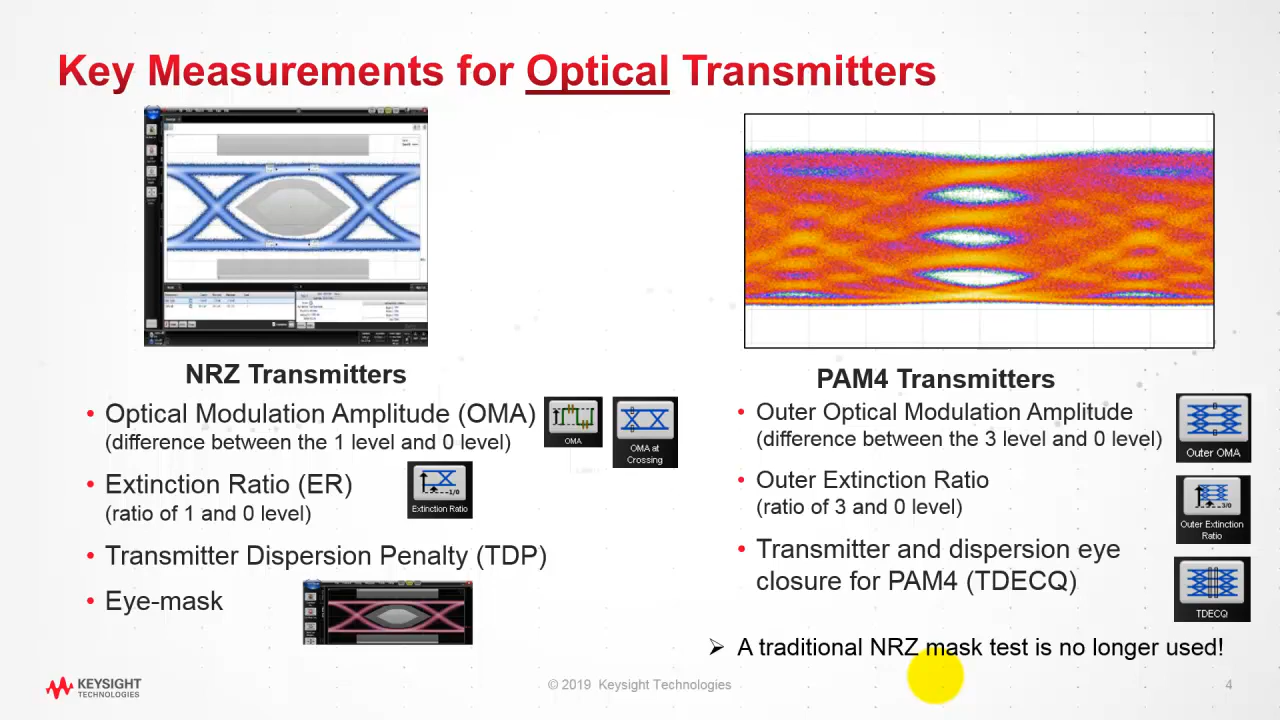 Key Measurements for Optical Transmitters
NRZ Transmitters
• Optical Modulation Amplitude (OMA)
(difference between the 1 level and 0 level)
OMA
OMA at
Crossing
• Extinction Ratio (ER)
(ratio of 1 and 0 level)
1/0
Extinction Ratio
• Transmitter Dispersion Penalty (TDP)
• Eye-mask
PAM4 Transmitters
• Outer Optical Modulation Amplitude
(difference between the 3 level and 0 level)
Outer OMA
• Outer Extinction Ratio
(ratio of 3 and 0 level)
3/0
Outer Extinction
Ratio
• Transmitter and dispersion eye
closure for PAM4 (TDECQ)
TDECQ
➢ A traditional NRZ mask test is no longer used!
KEYSIGHT
TECHNOLOGIES
© 2019 Keysight Technologies
4